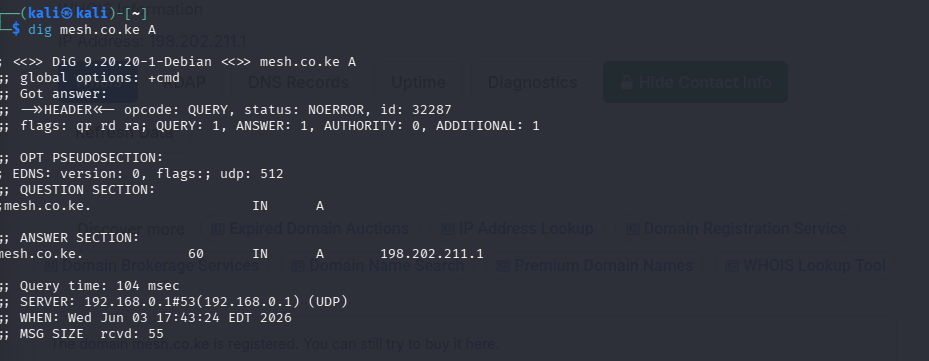 (kali㉿kali)-[~]
$ dig mesh.co.ke A
Information
IP Address: 198.202.211.1
; <<>> DiG 9.20.20-1-Debian <<>> mesh.co.ke A
;; global options: +cmd
RDAP DNS Records Uptime Diagnostics Hide Contact Info
;; Got answer:
;; ->>HEADER<<- opcode: QUERY, status: NOERROR, id: 32287
;; flags: qr rd ra; QUERY: 1, ANSWER: 1, AUTHORITY: 0, ADDITIONAL: 1
;; OPT PSEUDOSECTION:
; EDNS: version: 0, flags:; udp: 512
;; QUESTION SECTION:
;mesh.co.ke. IN A
Discover more Expired Domain Auctions IP Address Lookup Domain Registration Service
;; ANSWER SECTION:
mesh.co.ke. 60 IN A 198.202.211.1
Domain Brokerage Services Domain Name Search Premium Domain Names WHOIS Lookup Tool
;; Query time: 104 msec
;; SERVER: 192.168.0.1#53(192.168.0.1) (UDP)
;; WHEN: Wed Jun 03 17:43:24 EDT 2026
;; MSG SIZE rcvd: 55
The domain mesh.co.ke is registered. You can still try to buy it here.